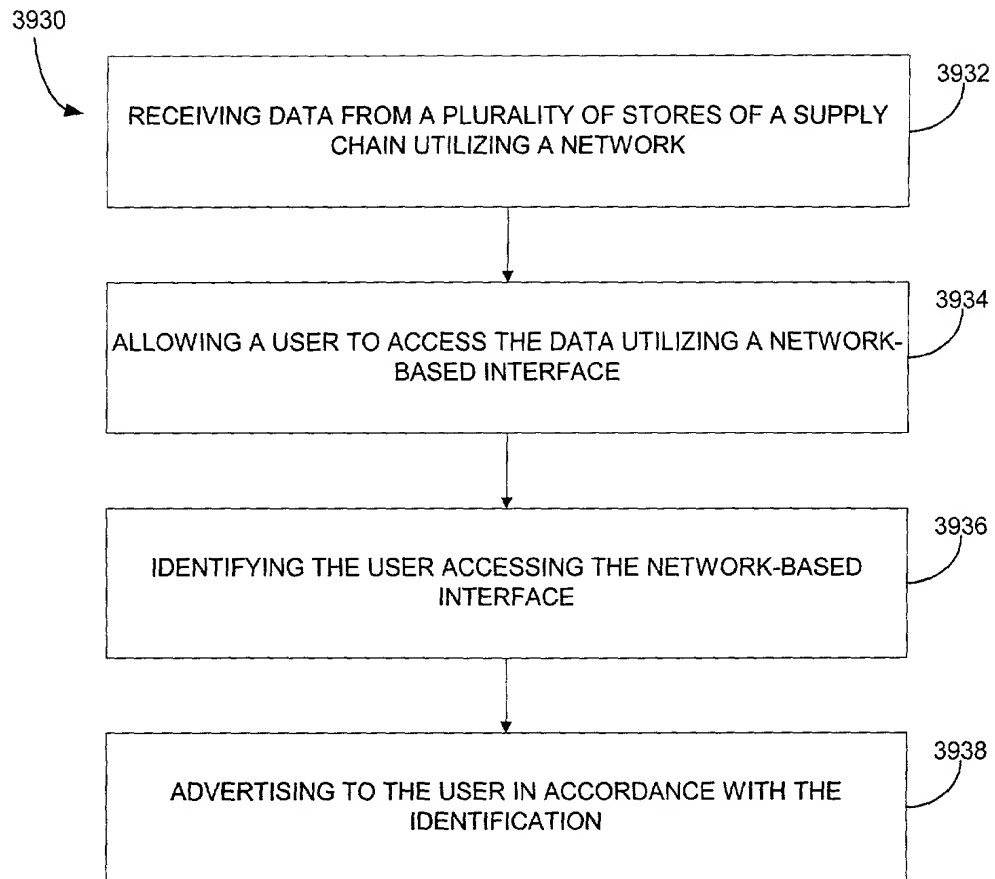 3930
3932
RECEIVING DATA FROM A PLURALITY OF STORES OF A SUPPLY
CHAIN UTILIZING A NETWORK
3934
ALLOWING A USER TO ACCESS THE DATA UTILIZING A NETWORK-
BASED INTERFACE
3936
IDENTIFYING THE USER ACCESSING THE NETWORK-BASED
INTERFACE
3938
ADVERTISING TO THE USER IN ACCORDANCE WITH THE
IDENTIFICATION